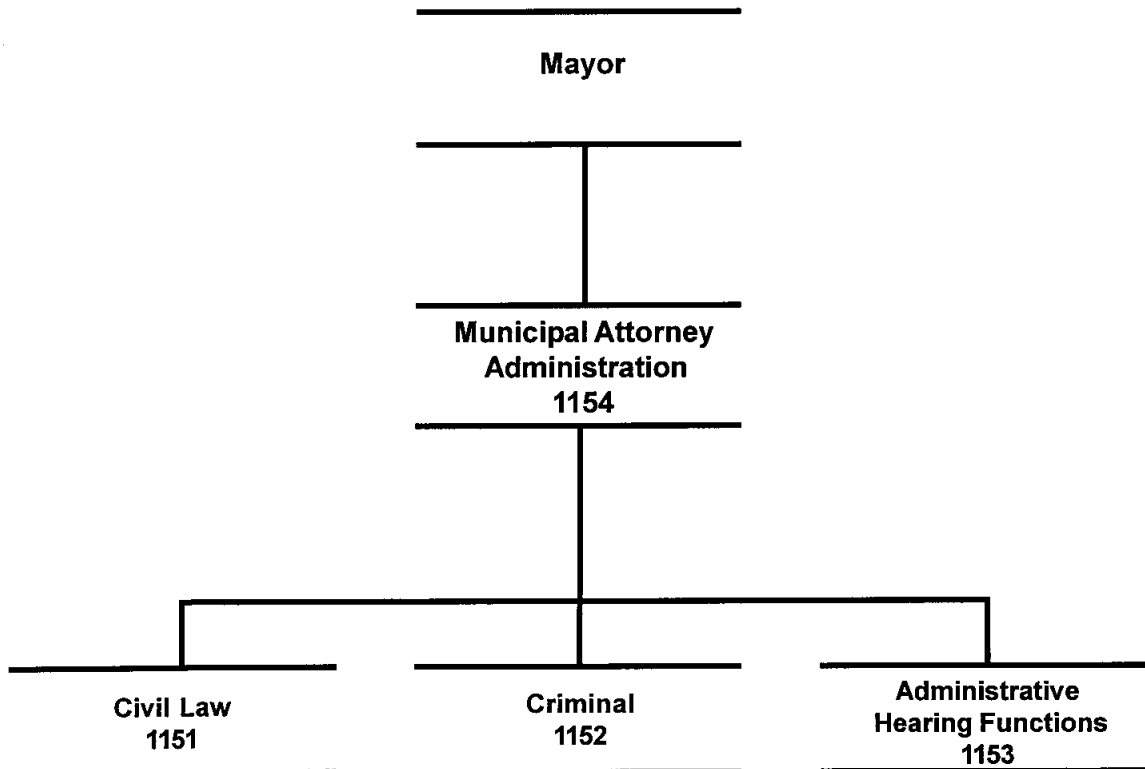 Mayor
Municipal Attorney
Administration
1154
Civil Law
1151
Criminal
1152
Administrative
Hearing Functions
1153